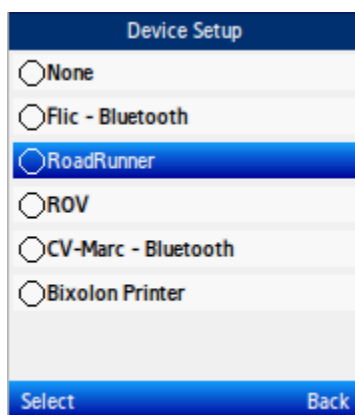 Device Setup
None
Flic - Bluetooth
RoadRunner
ROV
CV-Marc - Bluetooth
Bixolon Printer
Select Back